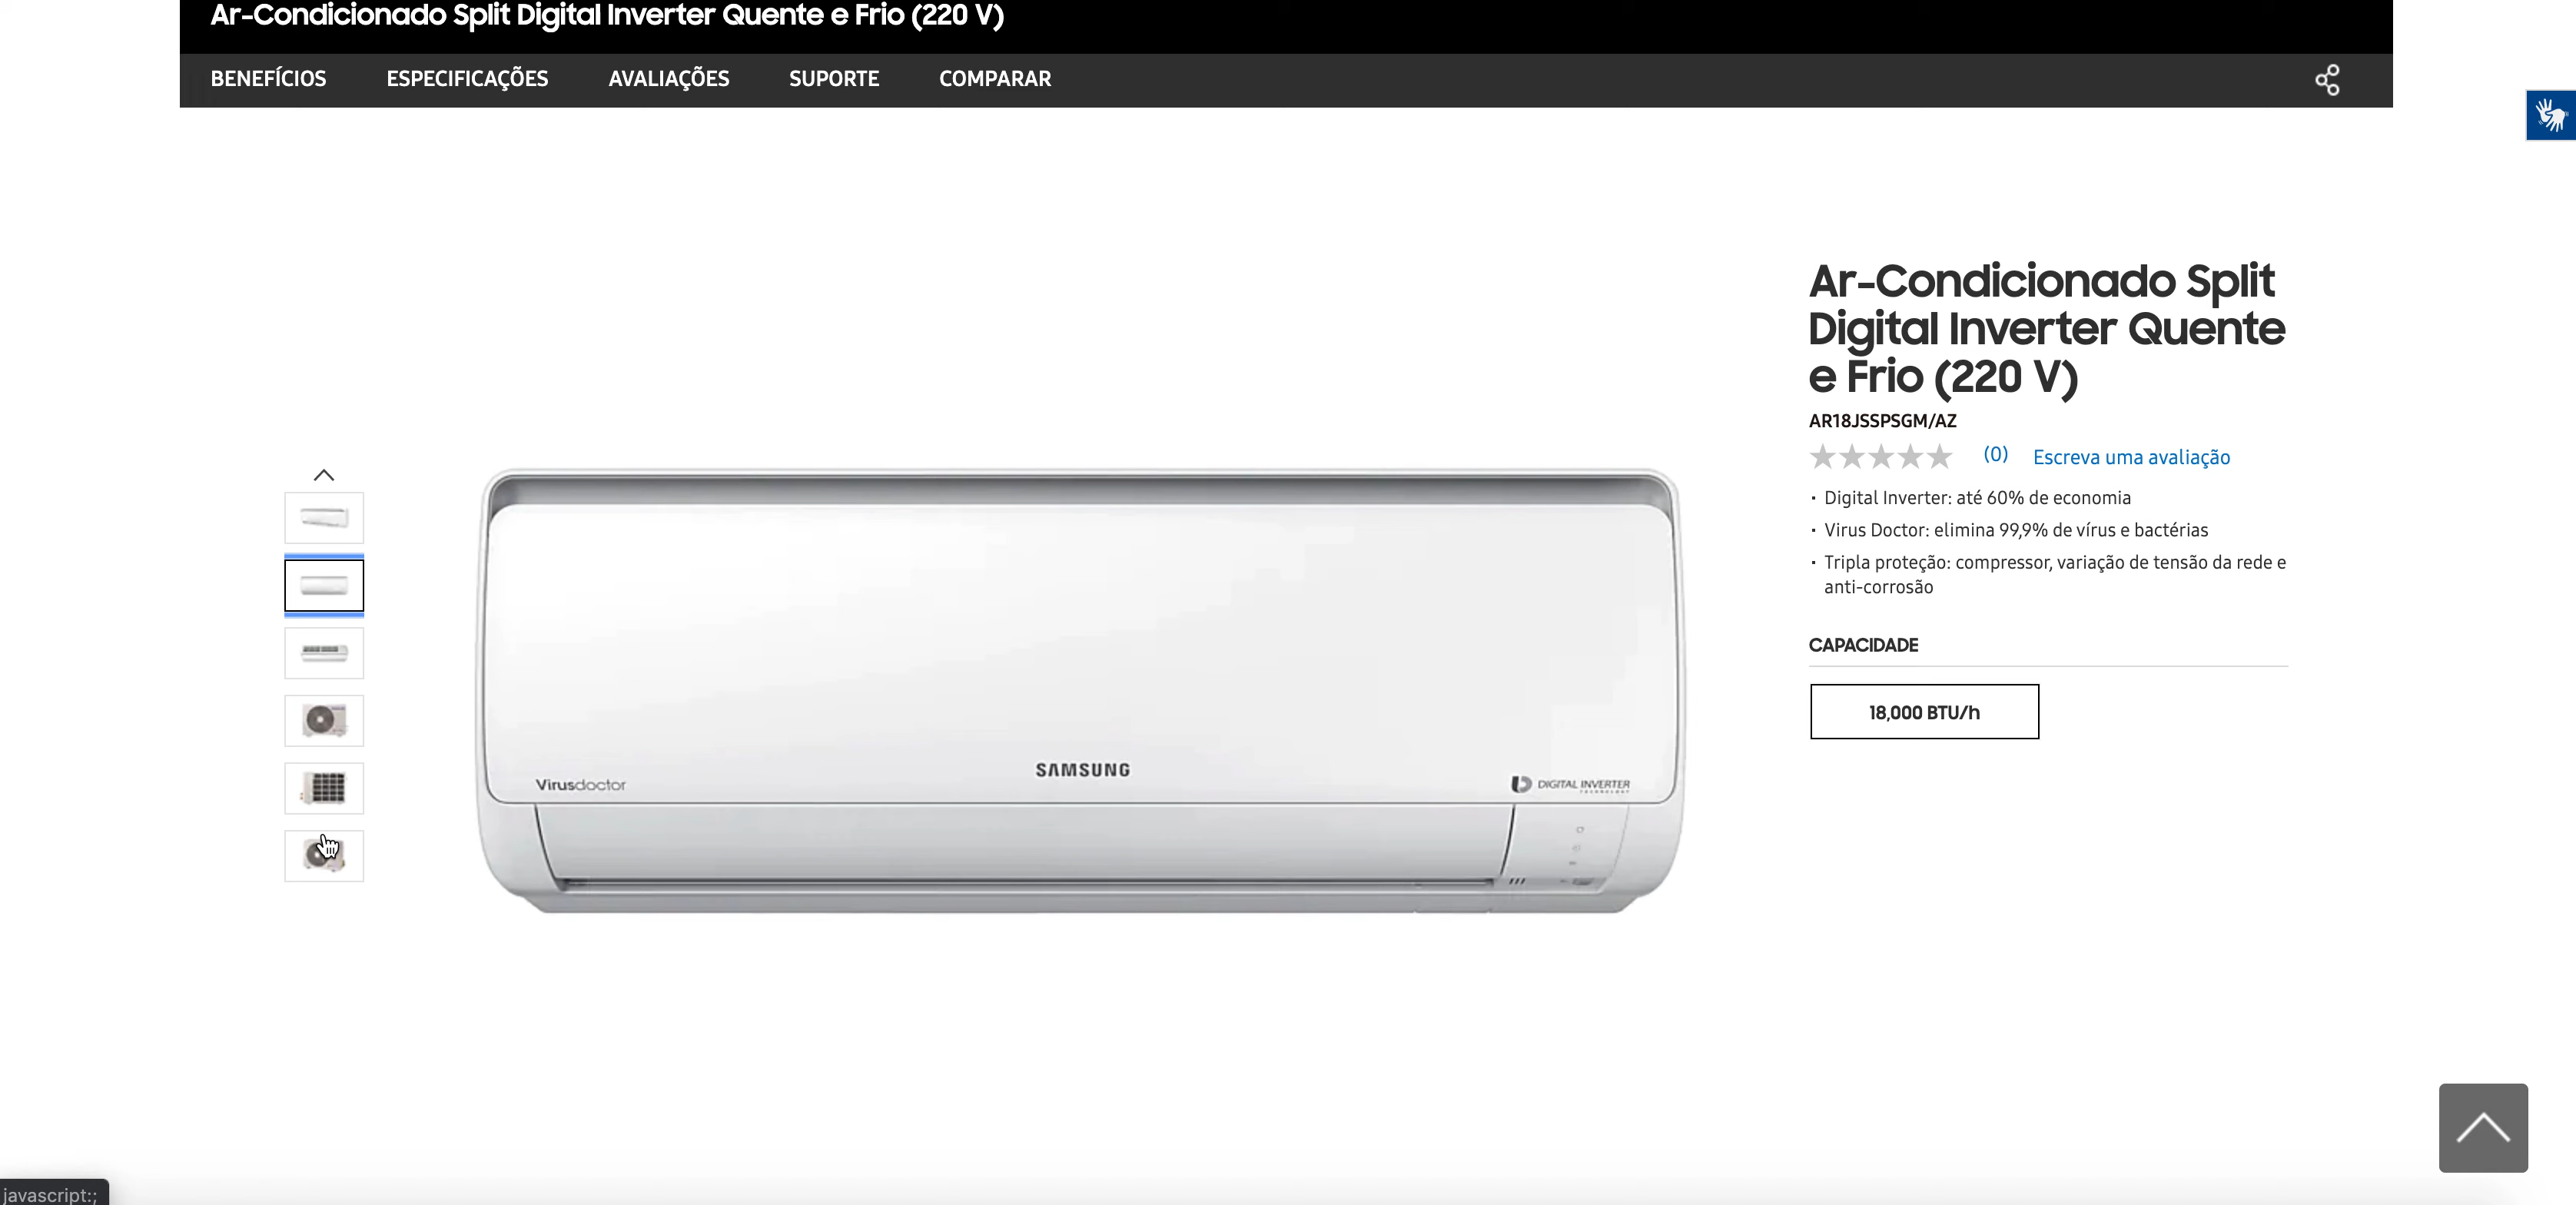 Ar-Condicionado Split Digital Inverter Quente e Frio (220 V)
BENEFÍCIOS ESPECIFICAÇÕES AVALIAÇÕES SUPORTE COMPARAR
Ar-Condicionado Split
Digital Inverter Quente
e Frio (220 V)
AR18JSSPSGM/AZ
(0) Escreva uma avaliação
· Digital Inverter: até 60% de economia
· Virus Doctor: elimina 99,9% de vírus e bactérias
· Tripla proteção: compressor, variação de tensão da rede e
anti-corrosão
CAPACIDADE
18,000 BTU/h
SAMSUNG
Virusdoctor
DIGITAL INVERTER
TECHNOLOGY
javascript:;